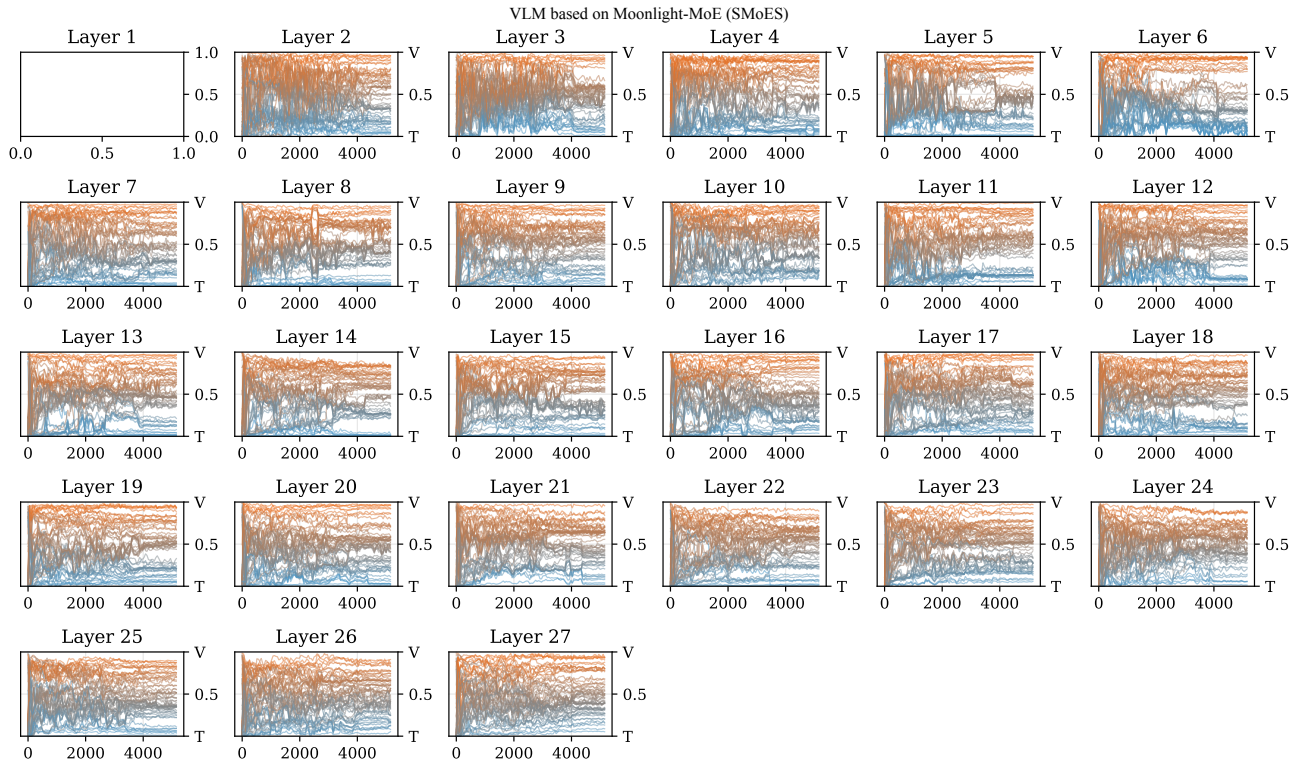 VLM based on Moonlight-MoE (SMoES)
Layer 1 Layer 2 Layer 3 Layer 4 Layer 5 Layer 6
1.0 V V V V V
0.5 0.5 0.5 0.5 0.5 0.5
0.0 T T T T T
0.0 0.5 1.0 0 2000 4000 0 2000 4000 0 2000 4000 0 2000 4000 0 2000 4000
Layer 7 Layer 8 Layer 9 Layer 10 Layer 11 Layer 12
V V V V V V
0.5 0.5 0.5 0.5 0.5 0.5
T T T T T T
0 2000 4000 0 2000 4000 0 2000 4000 0 2000 4000 0 2000 4000 0 2000 4000
Layer 13 Layer 14 Layer 15 Layer 16 Layer 17 Layer 18
V V V V V V
0.5 0.5 0.5 0.5 0.5 0.5
T T T T T T
0 2000 4000 0 2000 4000 0 2000 4000 0 2000 4000 0 2000 4000 0 2000 4000
Layer 19 Layer 20 Layer 21 Layer 22 Layer 23 Layer 24
V V V V V V
0.5 0.5 0.5 0.5 0.5 0.5
T T T T T T
0 2000 4000 0 2000 4000 0 2000 4000 0 2000 4000 0 2000 4000 0 2000 4000
Layer 25 Layer 26 Layer 27
V V V
0.5 0.5 0.5
T T T
0 2000 4000 0 2000 4000 0 2000 4000